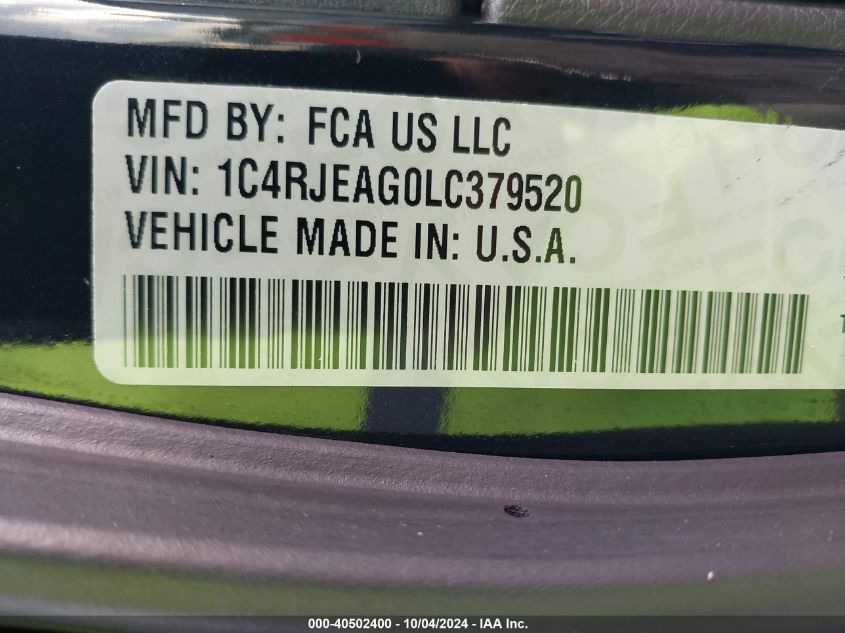 MFD BY: FCA US LLC
VIN: 1C4RJEAG0LC379520
VEHICLE MADE IN: U.S.A.
000-40502400 - 10/04/2024 - IAA Inc.